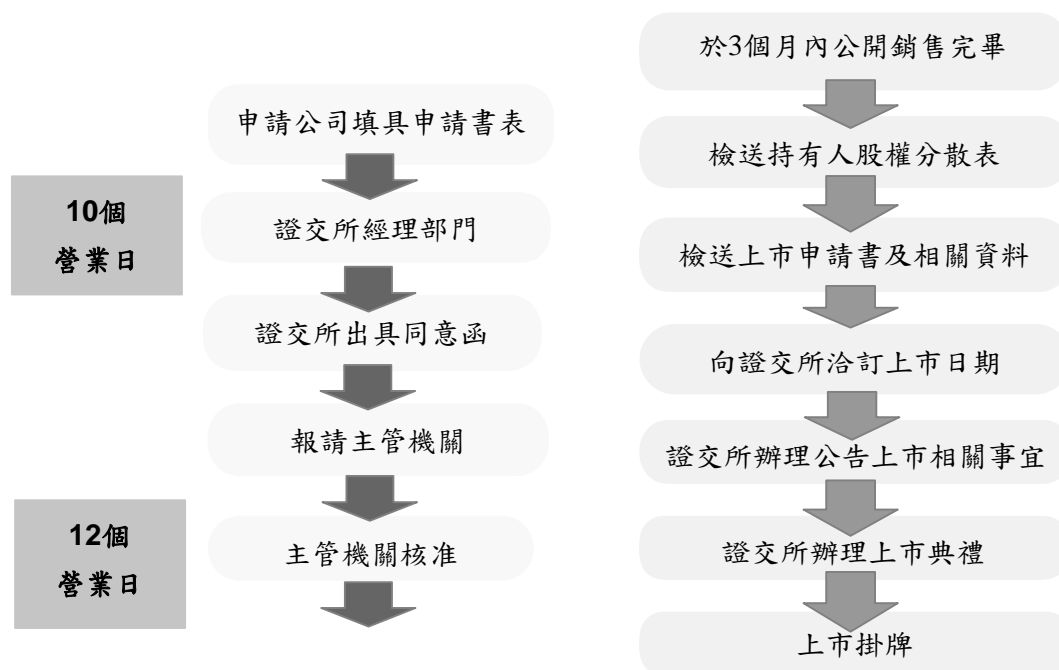 申請公司填具申請書表
10個
營業日
證交所經理部門
證交所出具同意函
報請主管機關
12個
營業日
主管機關核准
於3個月內公開銷售完畢
檢送持有人股權分散表
檢送上市申請書及相關資料
向證交所洽訂上市日期
證交所辦理公告上市相關事宜
證交所辦理上市典禮
上市掛牌